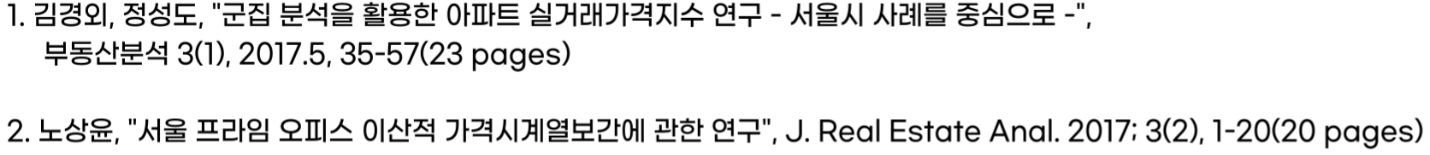 1. 김경외, 정성도, "군집 분석을 활용한 아파트 실거래가격지수 연구 - 서울시 사례를 중심으로 -",
부동산분석 3(1), 2017.5, 35-57(23 pages)
2. 노상윤, "서울 프라임 오피스 이산적 가격시계열보간에 관한 연구", J. Real Estate Anal. 2017; 3(2), 1-20(20 pages)